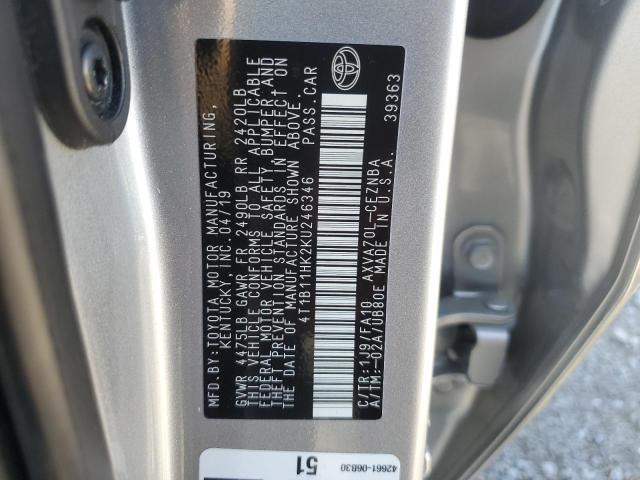 MFD.BY:TOYOTA MOTOR MANUFACTURING,
KENTUCKY, INC. 04/19
GVWR 4475LB GAWR FR 2490LB RR 2420LB
THIS VEHICLE CONFORMS TO ALL APPLICABLE
FEDERAL MOTOR VEHICLE SAFETY, BUMPER, AND
THEFT PREVENTION STANDARDS IN EFFECT ON
THE DATE OF MANUFACTURE SHOWN ABOVE.
4T1B11HK2KU246346 PASS.CAR
C/TR:1J9/FA10 AXVA70L-CEZNBA
A/TM:-02A/UB80E MADE IN U.S.A.
39363
51
42661-06B30